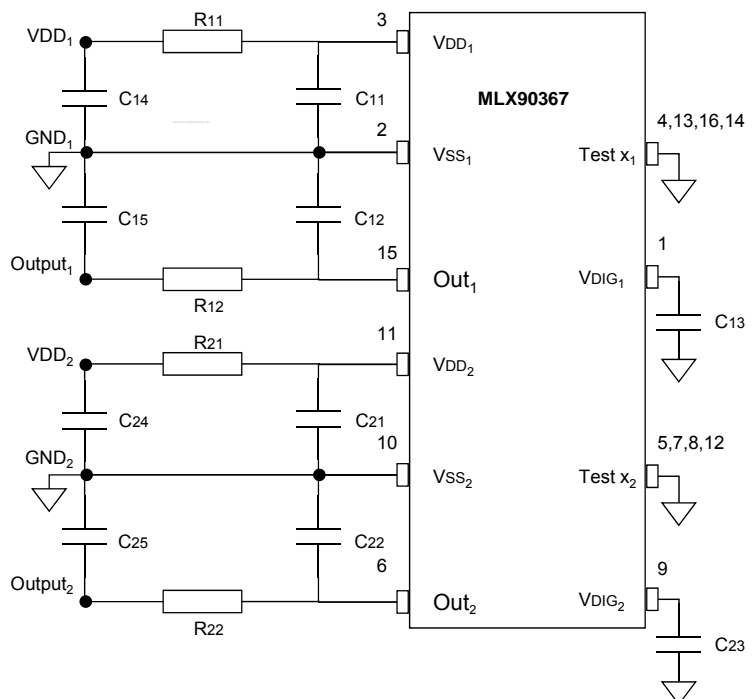 VDD₁
R11
3
VDD₁
MLX90367
C14
C11
4,13,16,14
GND₁
2
VSS₁
Test x₁
C15
C12
1
Output₁
15
Out₁
VDIG₁
R12
C13
R21
11
VDD₂
VDD₂
C24
C21
5,7,8,12
GND₂
10
VSS₂
Test x₂
C25
C22
9
Output₂
6
Out₂
VDIG₂
R22
C23